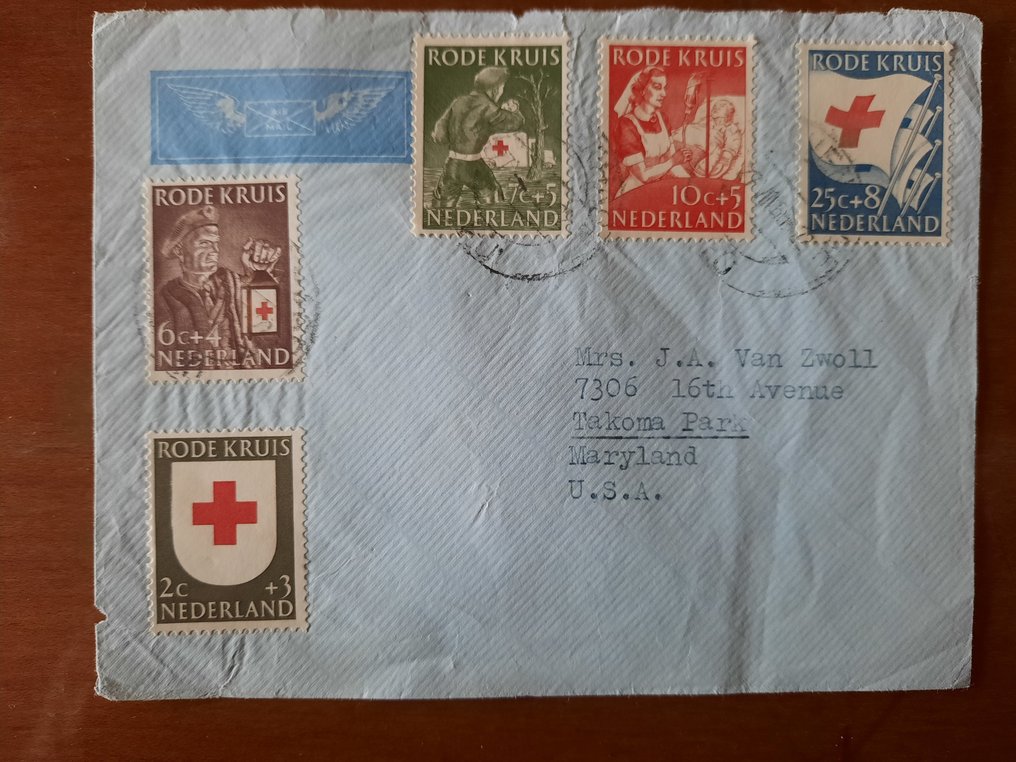 AIR
MAIL
RODE KRUIS
7c+5
NEDERLAND
RODE KRUIS
10c+5
NEDERLAND
RODE KRUIS
25c+8
NEDERLAND
RODE KRUIS
6c+4
NEDERLAND
RODE KRUIS
2c +3
NEDERLAND
Mrs. J.A. Van Zwoll
7306 16th Avenue
Takoma Park
Maryland
U.S.A.